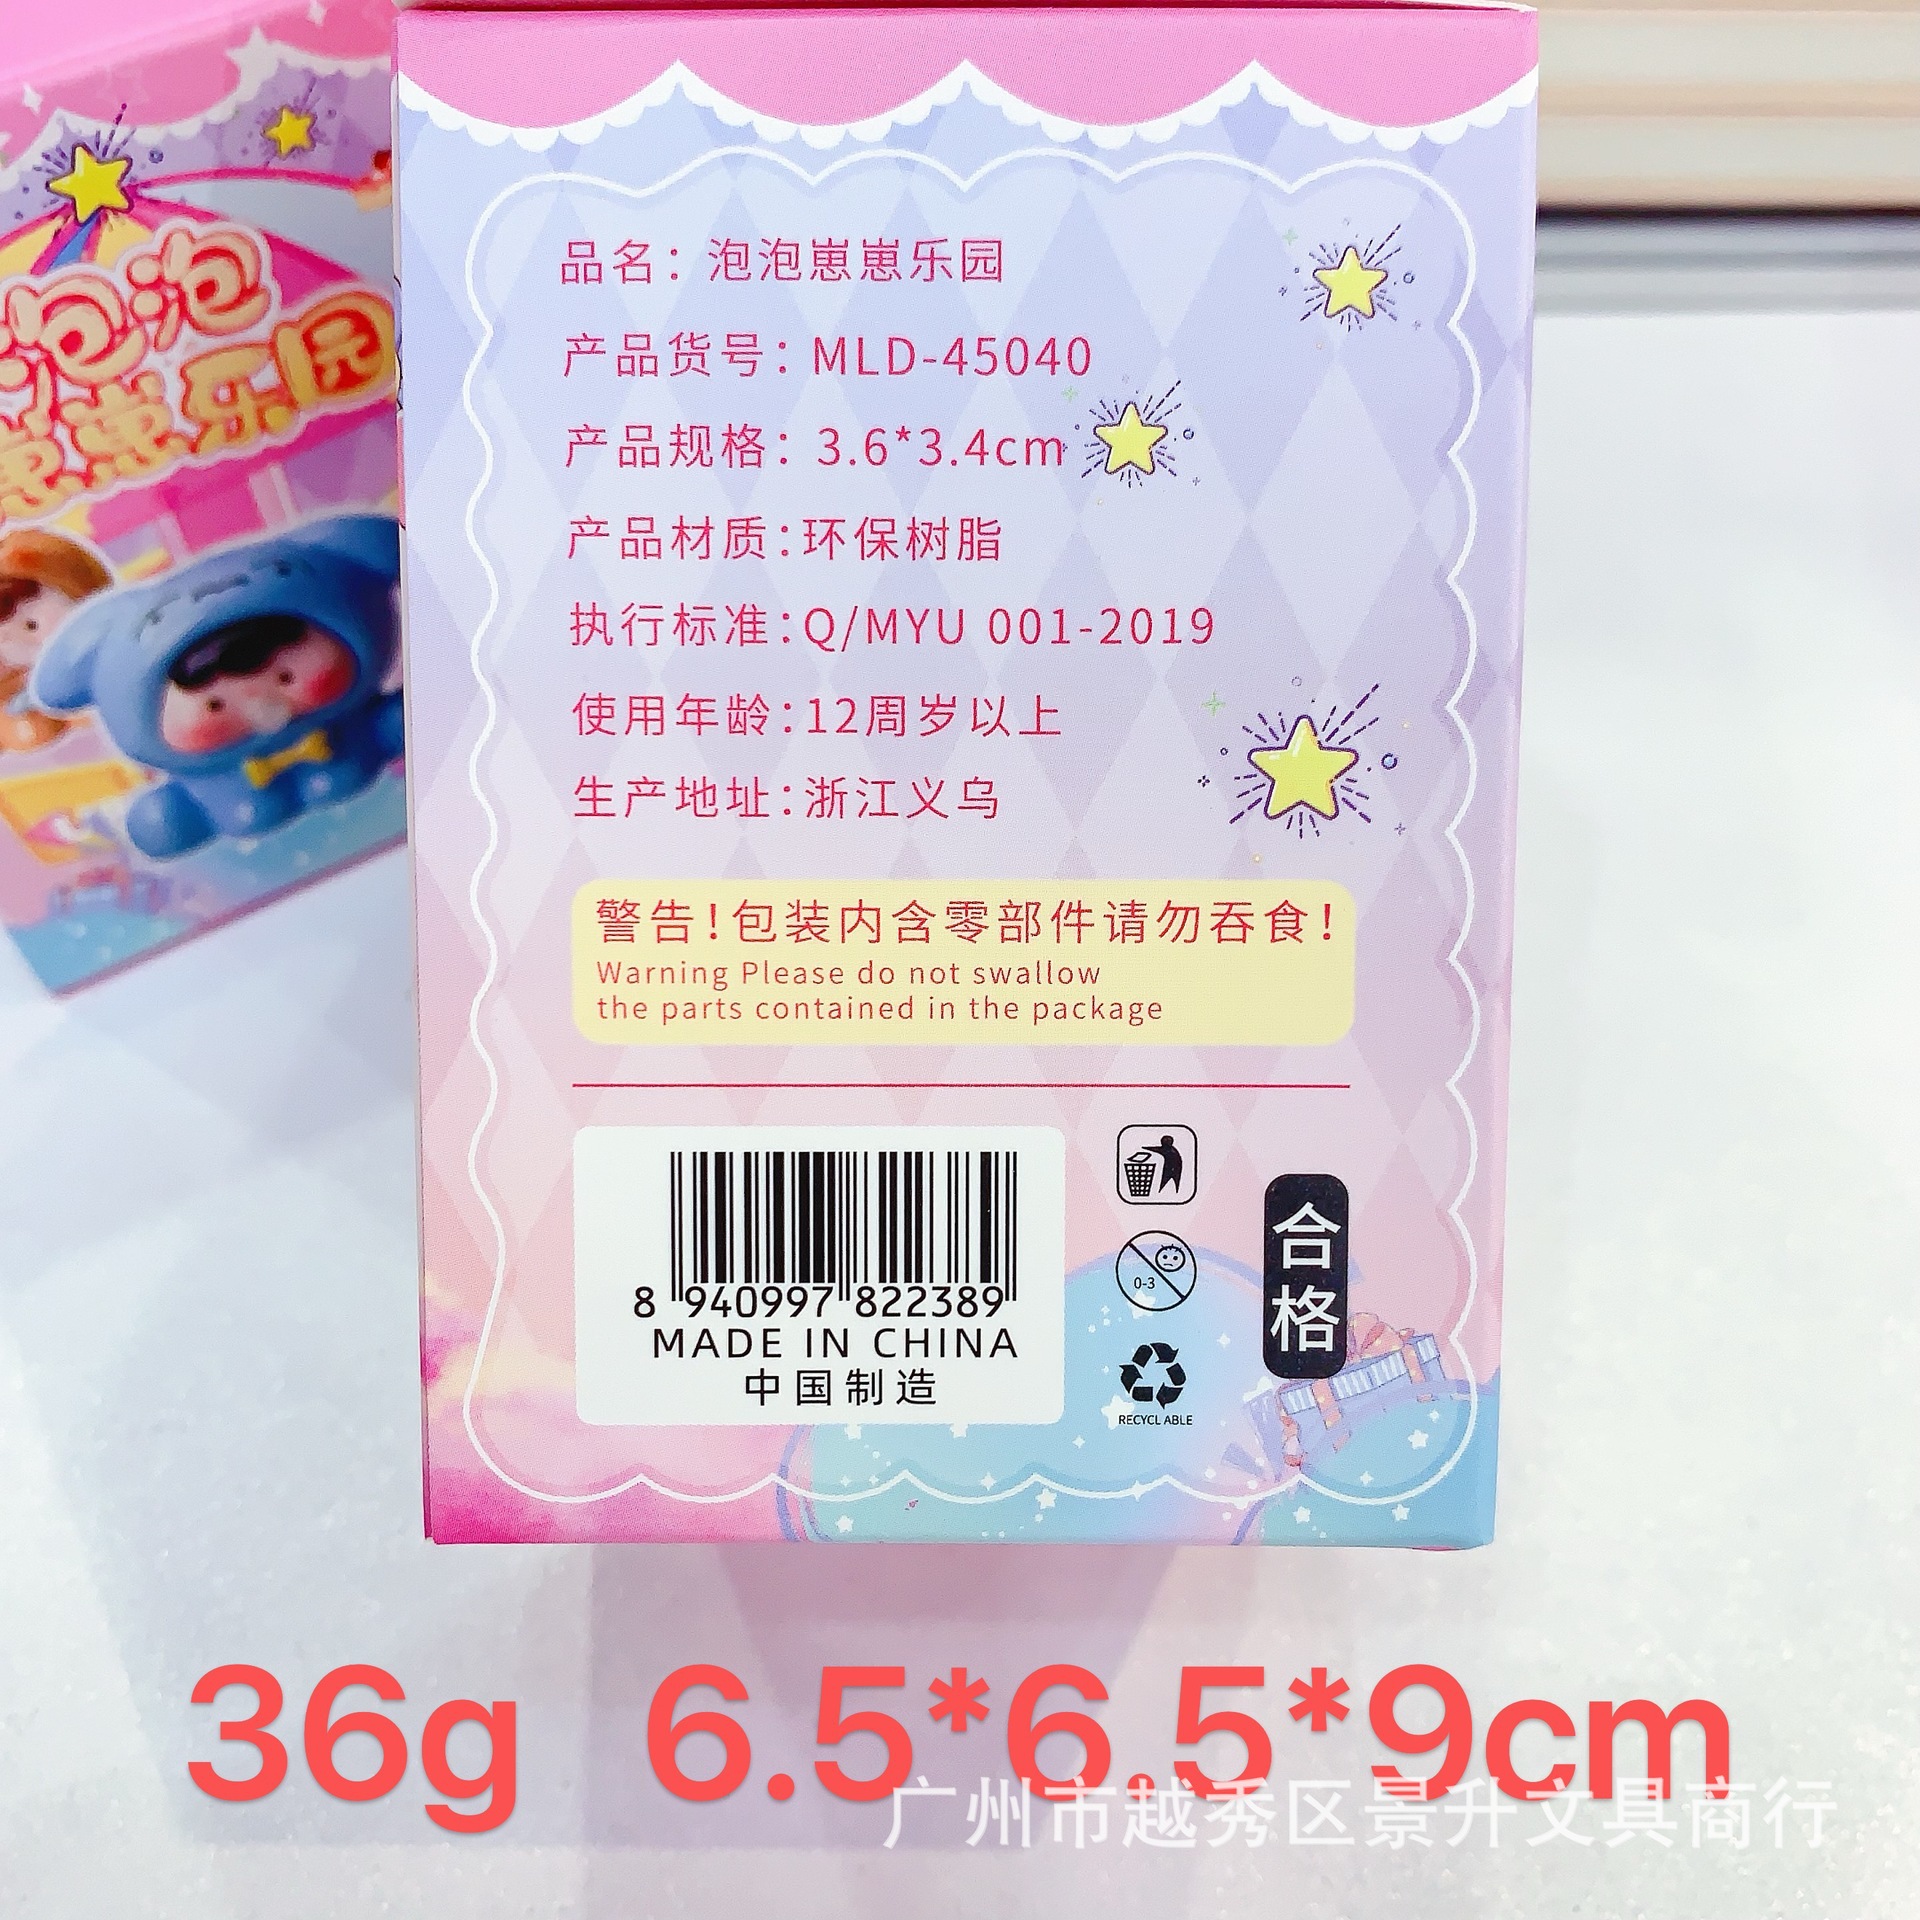 泡泡
崽崽乐园
品名：泡泡崽崽乐园
产品货号：MLD-45040
产品规格：3.6*3.4cm
产品材质：环保树脂
执行标准：Q/MYU 001-2019
使用年龄：12周岁以上
生产地址：浙江义乌
警告！包装内含零部件请勿吞食！
Warning Please do not swallow
the parts contained in the package
8 940997 822389
MADE IN CHINA
中国制造
0-3
RECYCL ABLE
合格
36g 6.5*6.5*9cm
广州市越秀区景升文具商行